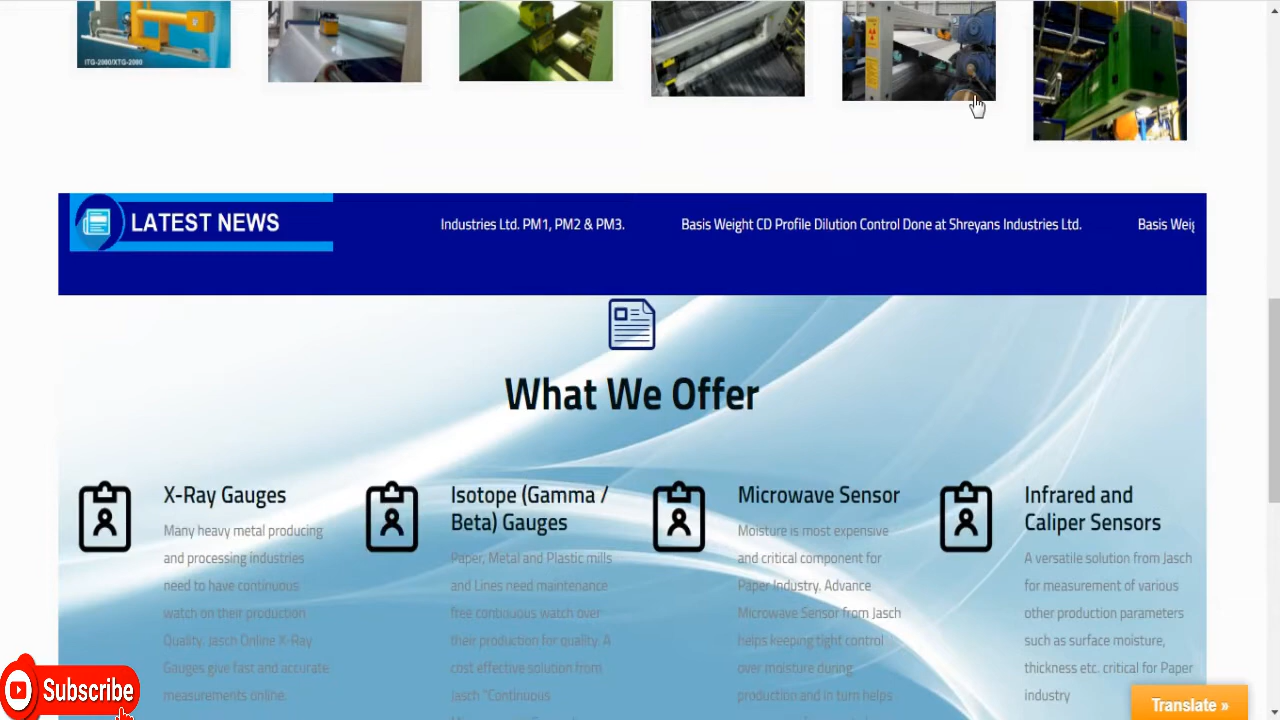 ITG-2080/XTG-2080
LATEST NEWS
Industries Ltd. PM1, PM2 & PM3.
Basis Weight CD Profile Dilution Control Done at Shreyans Industries Ltd.
Basis Weig
What We Offer
X-Ray Gauges
Many heavy metal producing
and processing industries
need to have continuous
watch on their production
Quality. Jasch Online X-Ray
Gauges give fast and accurate
measurements online.
Isotope (Gamma /
Beta) Gauges
Paper, Metal and Plastic mills
and Lines need maintenance
free continuous watch over
their production for quality. A
cost effective solution from
Jasch "Continuous
Microwave Sensor
Moisture is most expensive
and critical component for
Paper Industry. Advance
Microwave Sensor from Jasch
helps keeping tight control
over moisture during
production and in turn helps
Infrared and
Caliper Sensors
A versatile solution from Jasch
for measurement of various
other production parameters
such as surface moisture,
thickness etc. critical for Paper
industry
Subscribe
Translate »